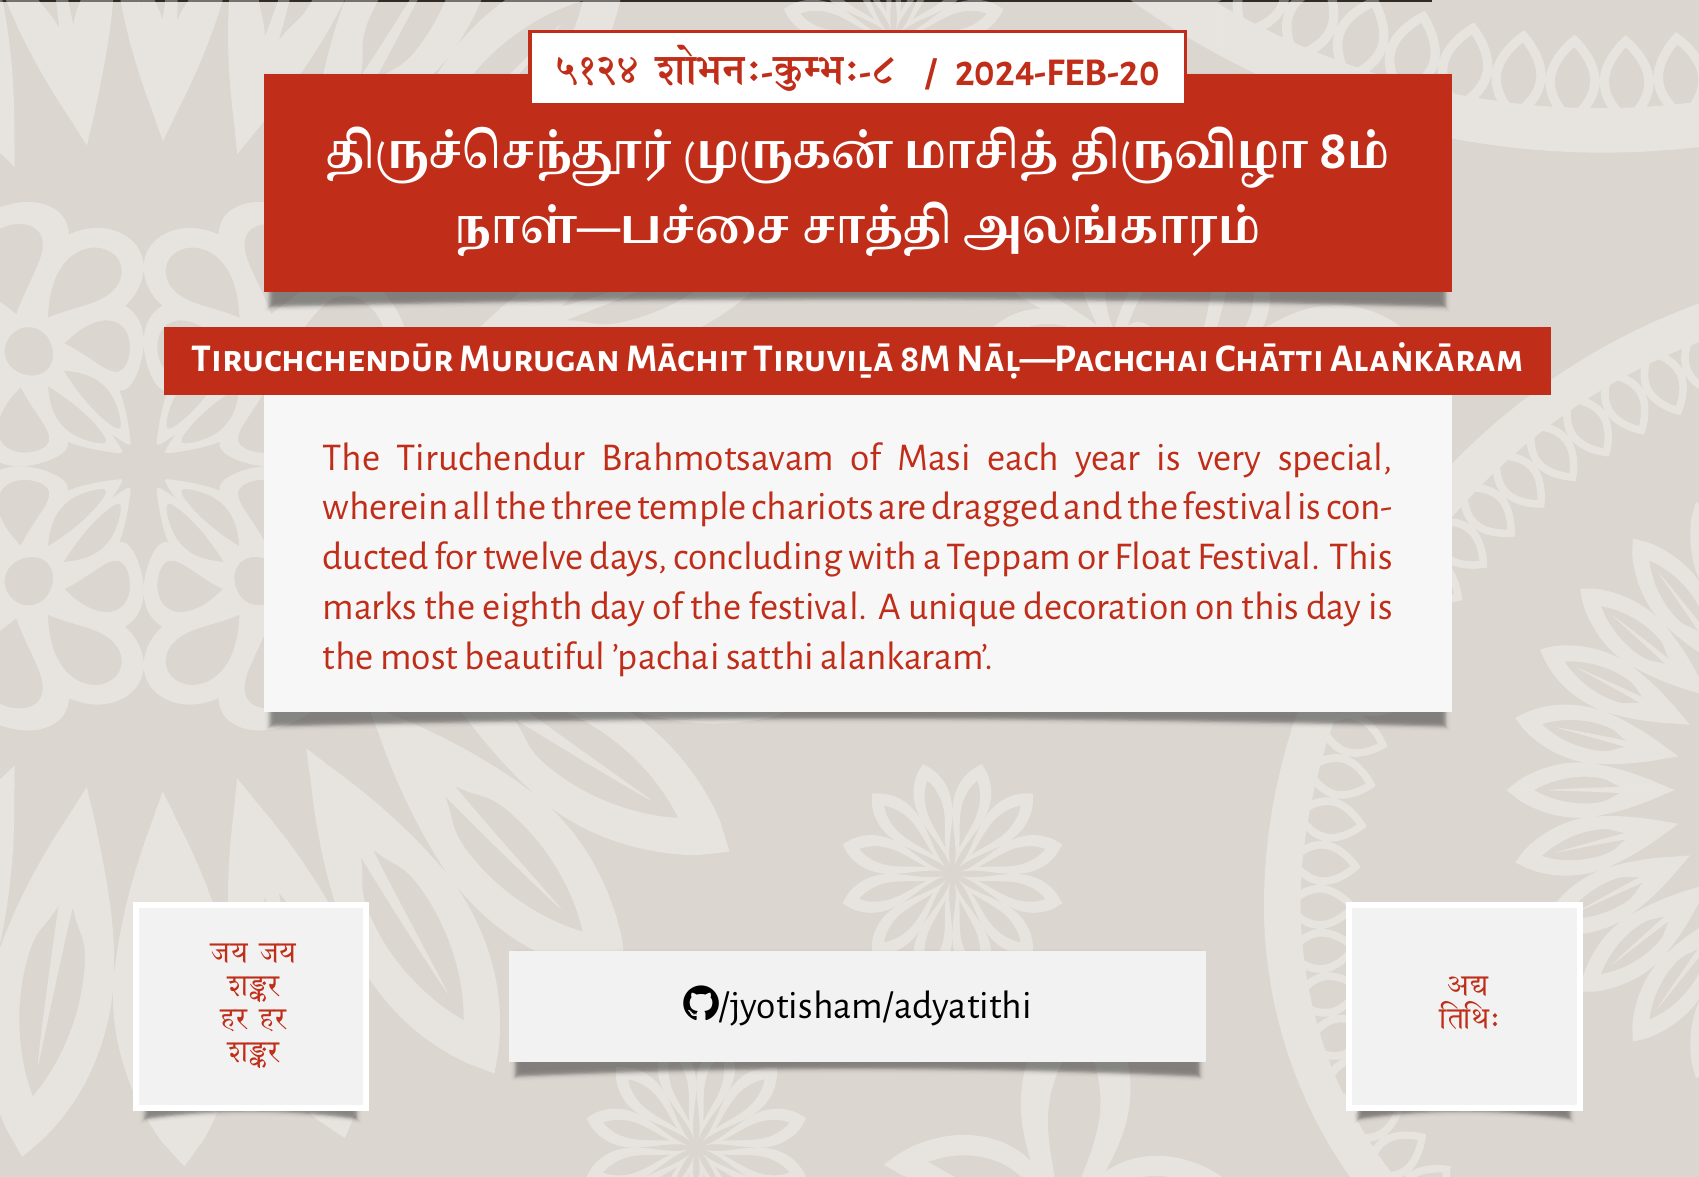 ५१२४ शोभनः-कुम्भः-८ / 2024-FEB-20
திருச்செந்தூர் முருகன் மாசித் திருவிழா 8ம்
நாள்—பச்சை சாத்தி அலங்காரம்
Tiruchchendūr Murugan Māchit Tiruviḻā 8M Nāḷ—Pachchai Chātti Alaṅkāram
The Tiruchendur Brahmotsavam of Masi each year is very special,
wherein all the three temple chariots are dragged and the festival is con-
ducted for twelve days, concluding with a Teppam or Float Festival. This
marks the eighth day of the festival. A unique decoration on this day is
the most beautiful ’pachai satthi alankaram’.
जय जय
शङ्कर
हर हर
शङ्कर
/jyotisham/adyatithi
अद्य
तिथिः